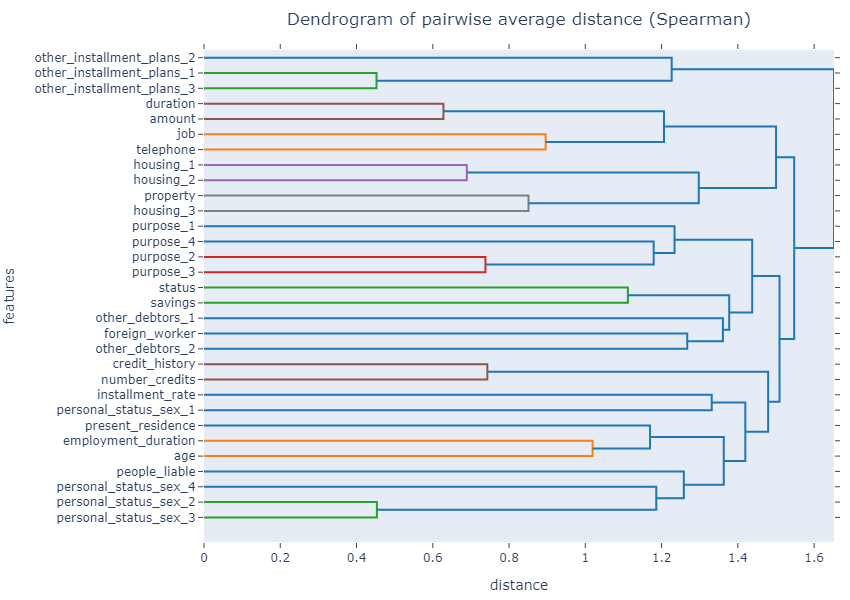 Dendrogram of pairwise average distance (Spearman)
other_installment_plans_2
other_installment_plans_1
other_installment_plans_3
duration
amount
job
telephone
housing_1
housing_2
property
housing_3
purpose_1
purpose_4
purpose_2
purpose_3
status
savings
other_debtors_1
foreign_worker
other_debtors_2
credit_history
number_credits
installment_rate
personal_status_sex_1
present_residence
employment_duration
age
people_liable
personal_status_sex_4
personal_status_sex_2
personal_status_sex_3
features
0 0.2 0.4 0.6 0.8 1 1.2 1.4 1.6
distance